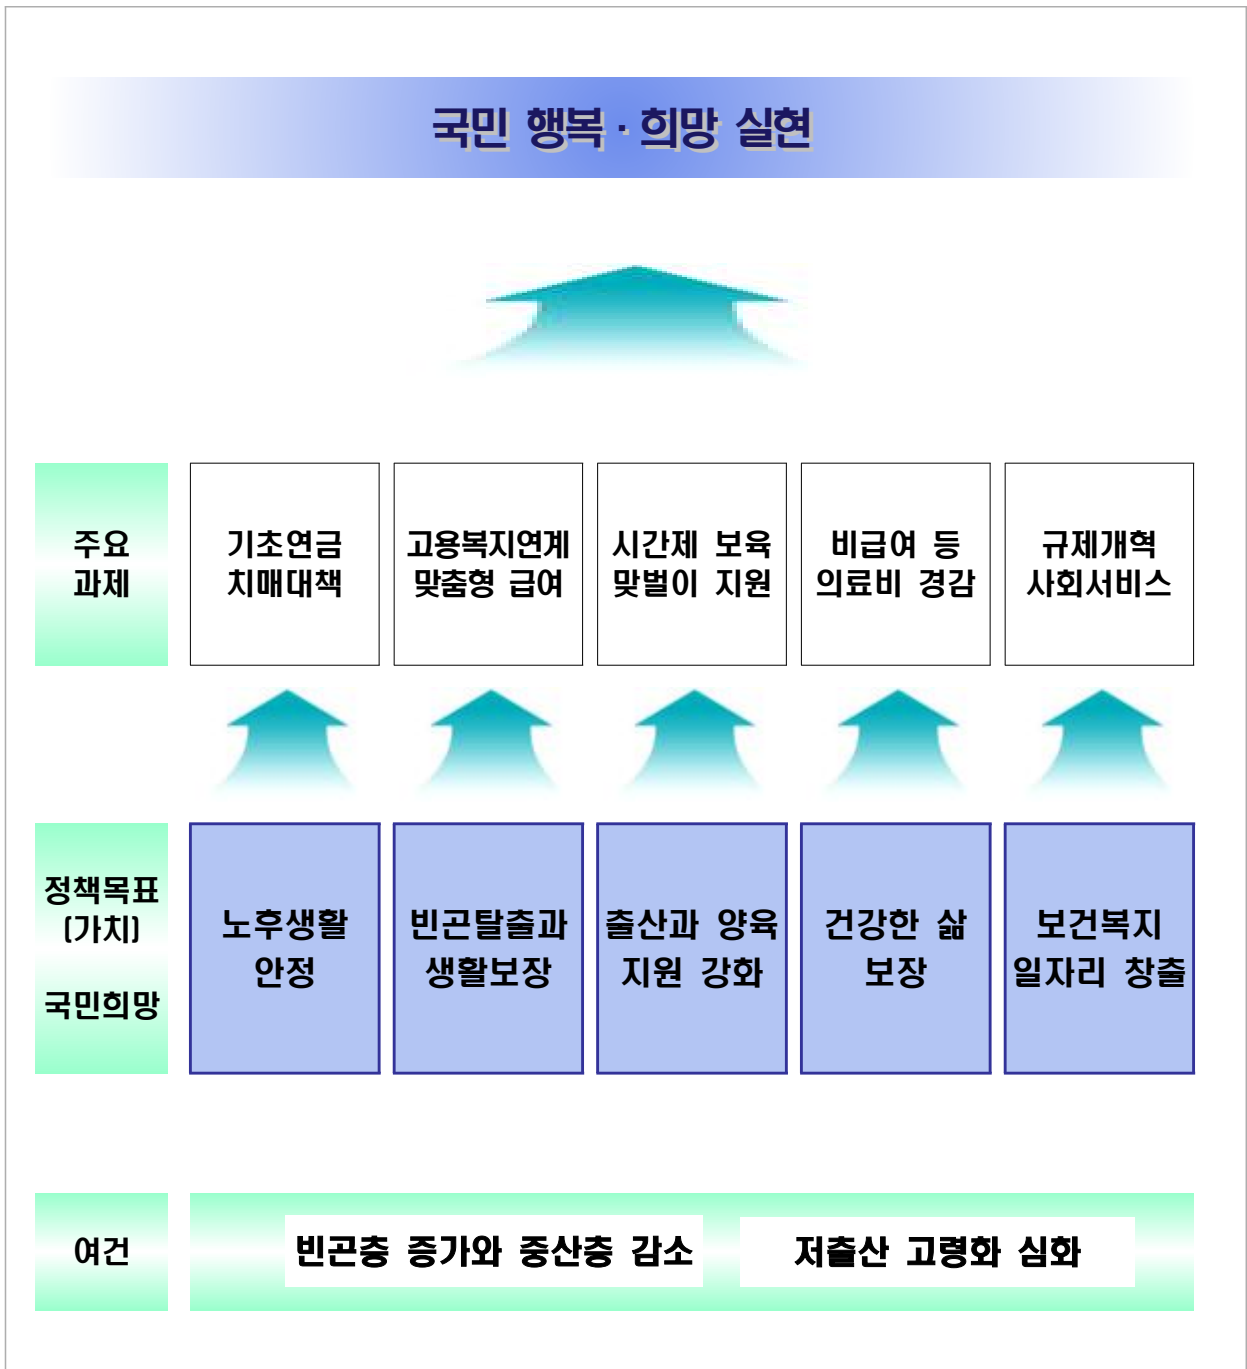 국민 행복 · 희망 실현
주요
과제
기초연금
치매대책
고용복지연계
맞춤형 급여
시간제 보육
맞벌이 지원
비급여 등
의료비 경감
규제개혁
사회서비스
정책목표
(가치)
국민희망
노후생활
안정
빈곤탈출과
생활보장
출산과 양육
지원 강화
건강한 삶
보장
보건복지
일자리 창출
여건
빈곤층 증가와 중산층 감소
저출산 고령화 심화